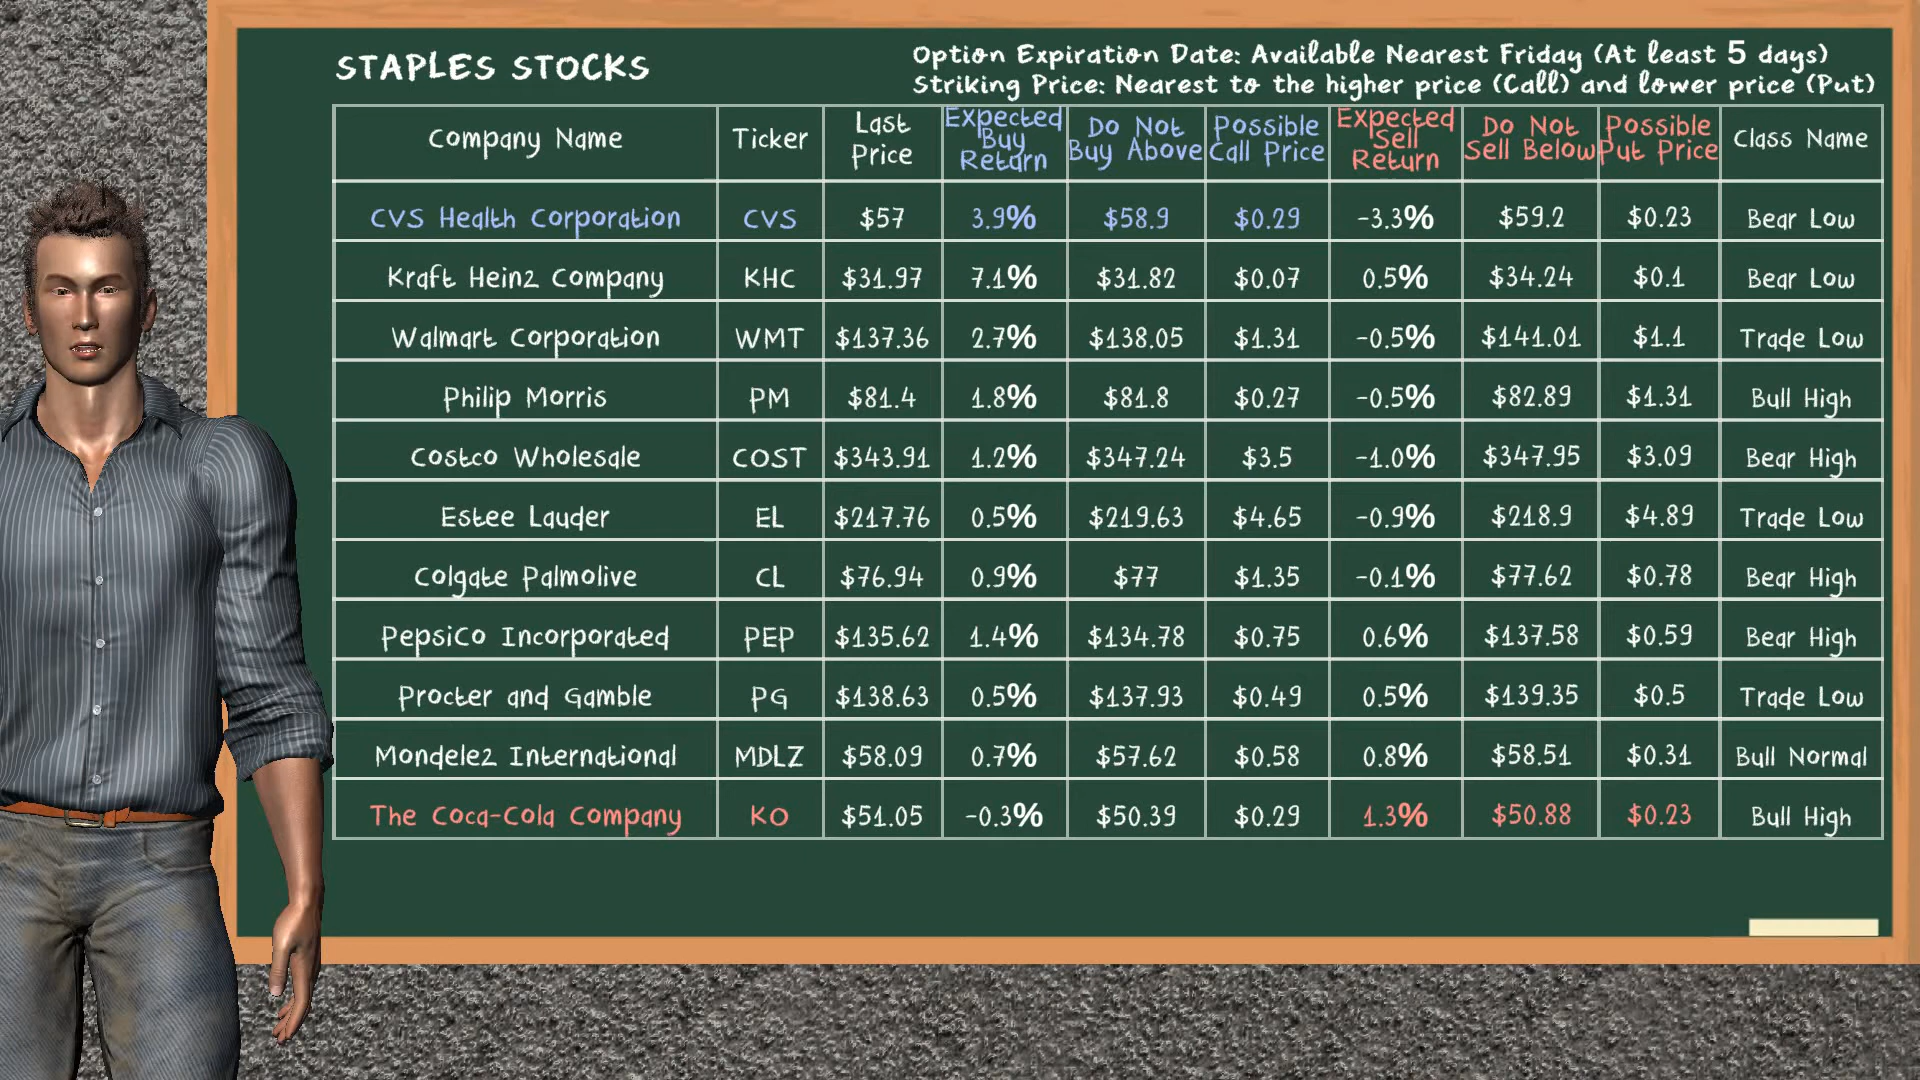 STAPLES STOCKS
Option Expiration Date: Available Nearest Friday (At least 5 days)
Striking Price: Nearest to the higher price (Call) and lower price (Put)
Company Name Ticker Last Price Expected Buy Return Do Not Buy Above Possible Call Price Expected Sell Return Do Not Sell Below Possible Put Price Class Name
CVS Health Corporation CVS $57 3.9% $58.9 $0.29 -3.3% $59.2 $0.23 Bear Low
Kraft Heinz Company KHC $31.97 7.1% $31.82 $0.07 0.5% $34.24 $0.1 Bear Low
Walmart Corporation WMT $137.36 2.7% $138.05 $1.31 -0.5% $141.01 $1.1 Trade Low
Philip Morris PM $81.4 1.8% $81.8 $0.27 -0.5% $82.89 $1.31 Bull High
Costco Wholesale COST $343.91 1.2% $347.24 $3.5 -1.0% $347.95 $3.09 Bear High
Estee Lauder EL $217.76 0.5% $219.63 $4.65 -0.9% $218.9 $4.89 Trade Low
Colgate Palmolive CL $76.94 0.9% $77 $1.35 -0.1% $77.62 $0.78 Bear High
PepsiCo Incorporated PEP $135.62 1.4% $134.78 $0.75 0.6% $137.58 $0.59 Bear High
Procter and Gamble PG $138.63 0.5% $137.93 $0.49 0.5% $139.35 $0.5 Trade Low
Mondelez International MDLZ $58.09 0.7% $57.62 $0.58 0.8% $58.51 $0.31 Bull Normal
The Coca-Cola Company KO $51.05 -0.3% $50.39 $0.29 1.3% $50.88 $0.23 Bull High